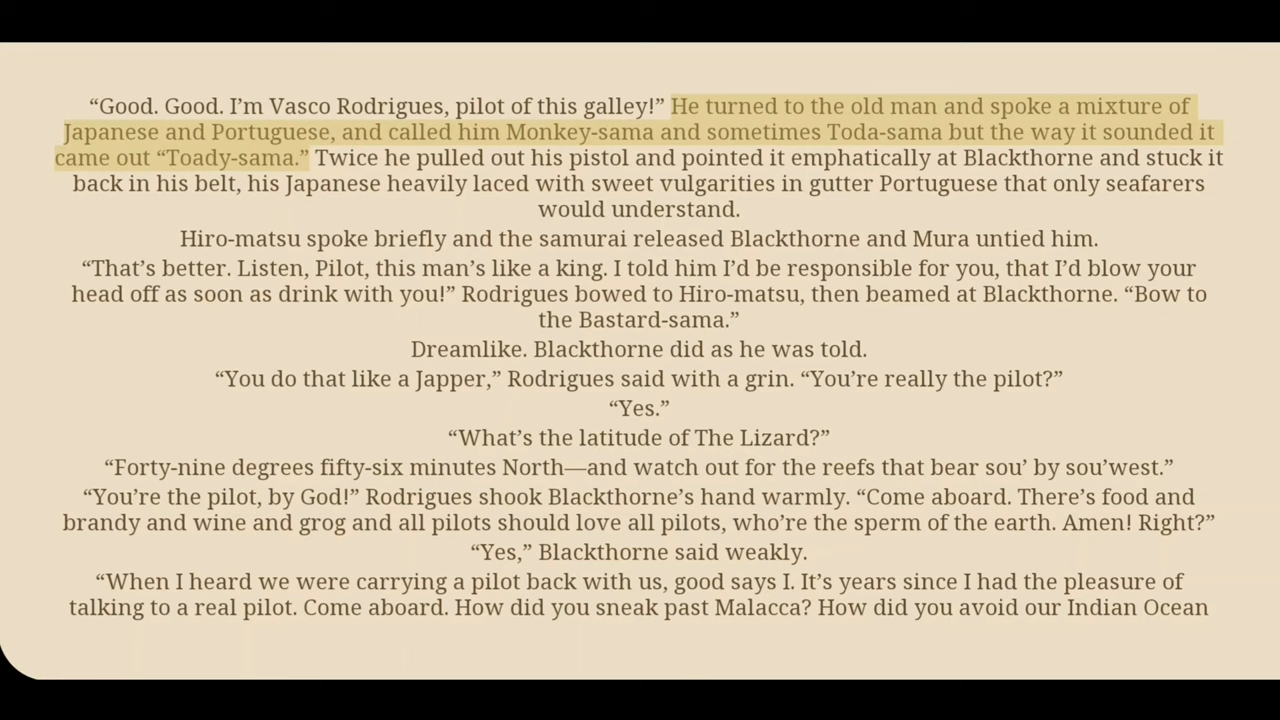 “Good. Good. I’m Vasco Rodrigues, pilot of this galley!” He turned to the old man and spoke a mixture of
Japanese and Portuguese, and called him Monkey-sama and sometimes Toda-sama but the way it sounded it
came out “Toady-sama.” Twice he pulled out his pistol and pointed it emphatically at Blackthorne and stuck it
back in his belt, his Japanese heavily laced with sweet vulgarities in gutter Portuguese that only seafarers
would understand.
Hiro-matsu spoke briefly and the samurai released Blackthorne and Mura untied him.
“That’s better. Listen, Pilot, this man’s like a king. I told him I’d be responsible for you, that I’d blow your
head off as soon as drink with you!” Rodrigues bowed to Hiro-matsu, then beamed at Blackthorne. “Bow to
the Bastard-sama.”
Dreamlike. Blackthorne did as he was told.
“You do that like a Japper,” Rodrigues said with a grin. “You’re really the pilot?”
“Yes.”
“What’s the latitude of The Lizard?”
“Forty-nine degrees fifty-six minutes North—and watch out for the reefs that bear sou’ by sou’west.”
“You’re the pilot, by God!” Rodrigues shook Blackthorne’s hand warmly. “Come aboard. There’s food and
brandy and wine and grog and all pilots should love all pilots, who’re the sperm of the earth. Amen! Right?”
“Yes,” Blackthorne said weakly.
“When I heard we were carrying a pilot back with us, good says I. It’s years since I had the pleasure of
talking to a real pilot. Come aboard. How did you sneak past Malacca? How did you avoid our Indian Ocean